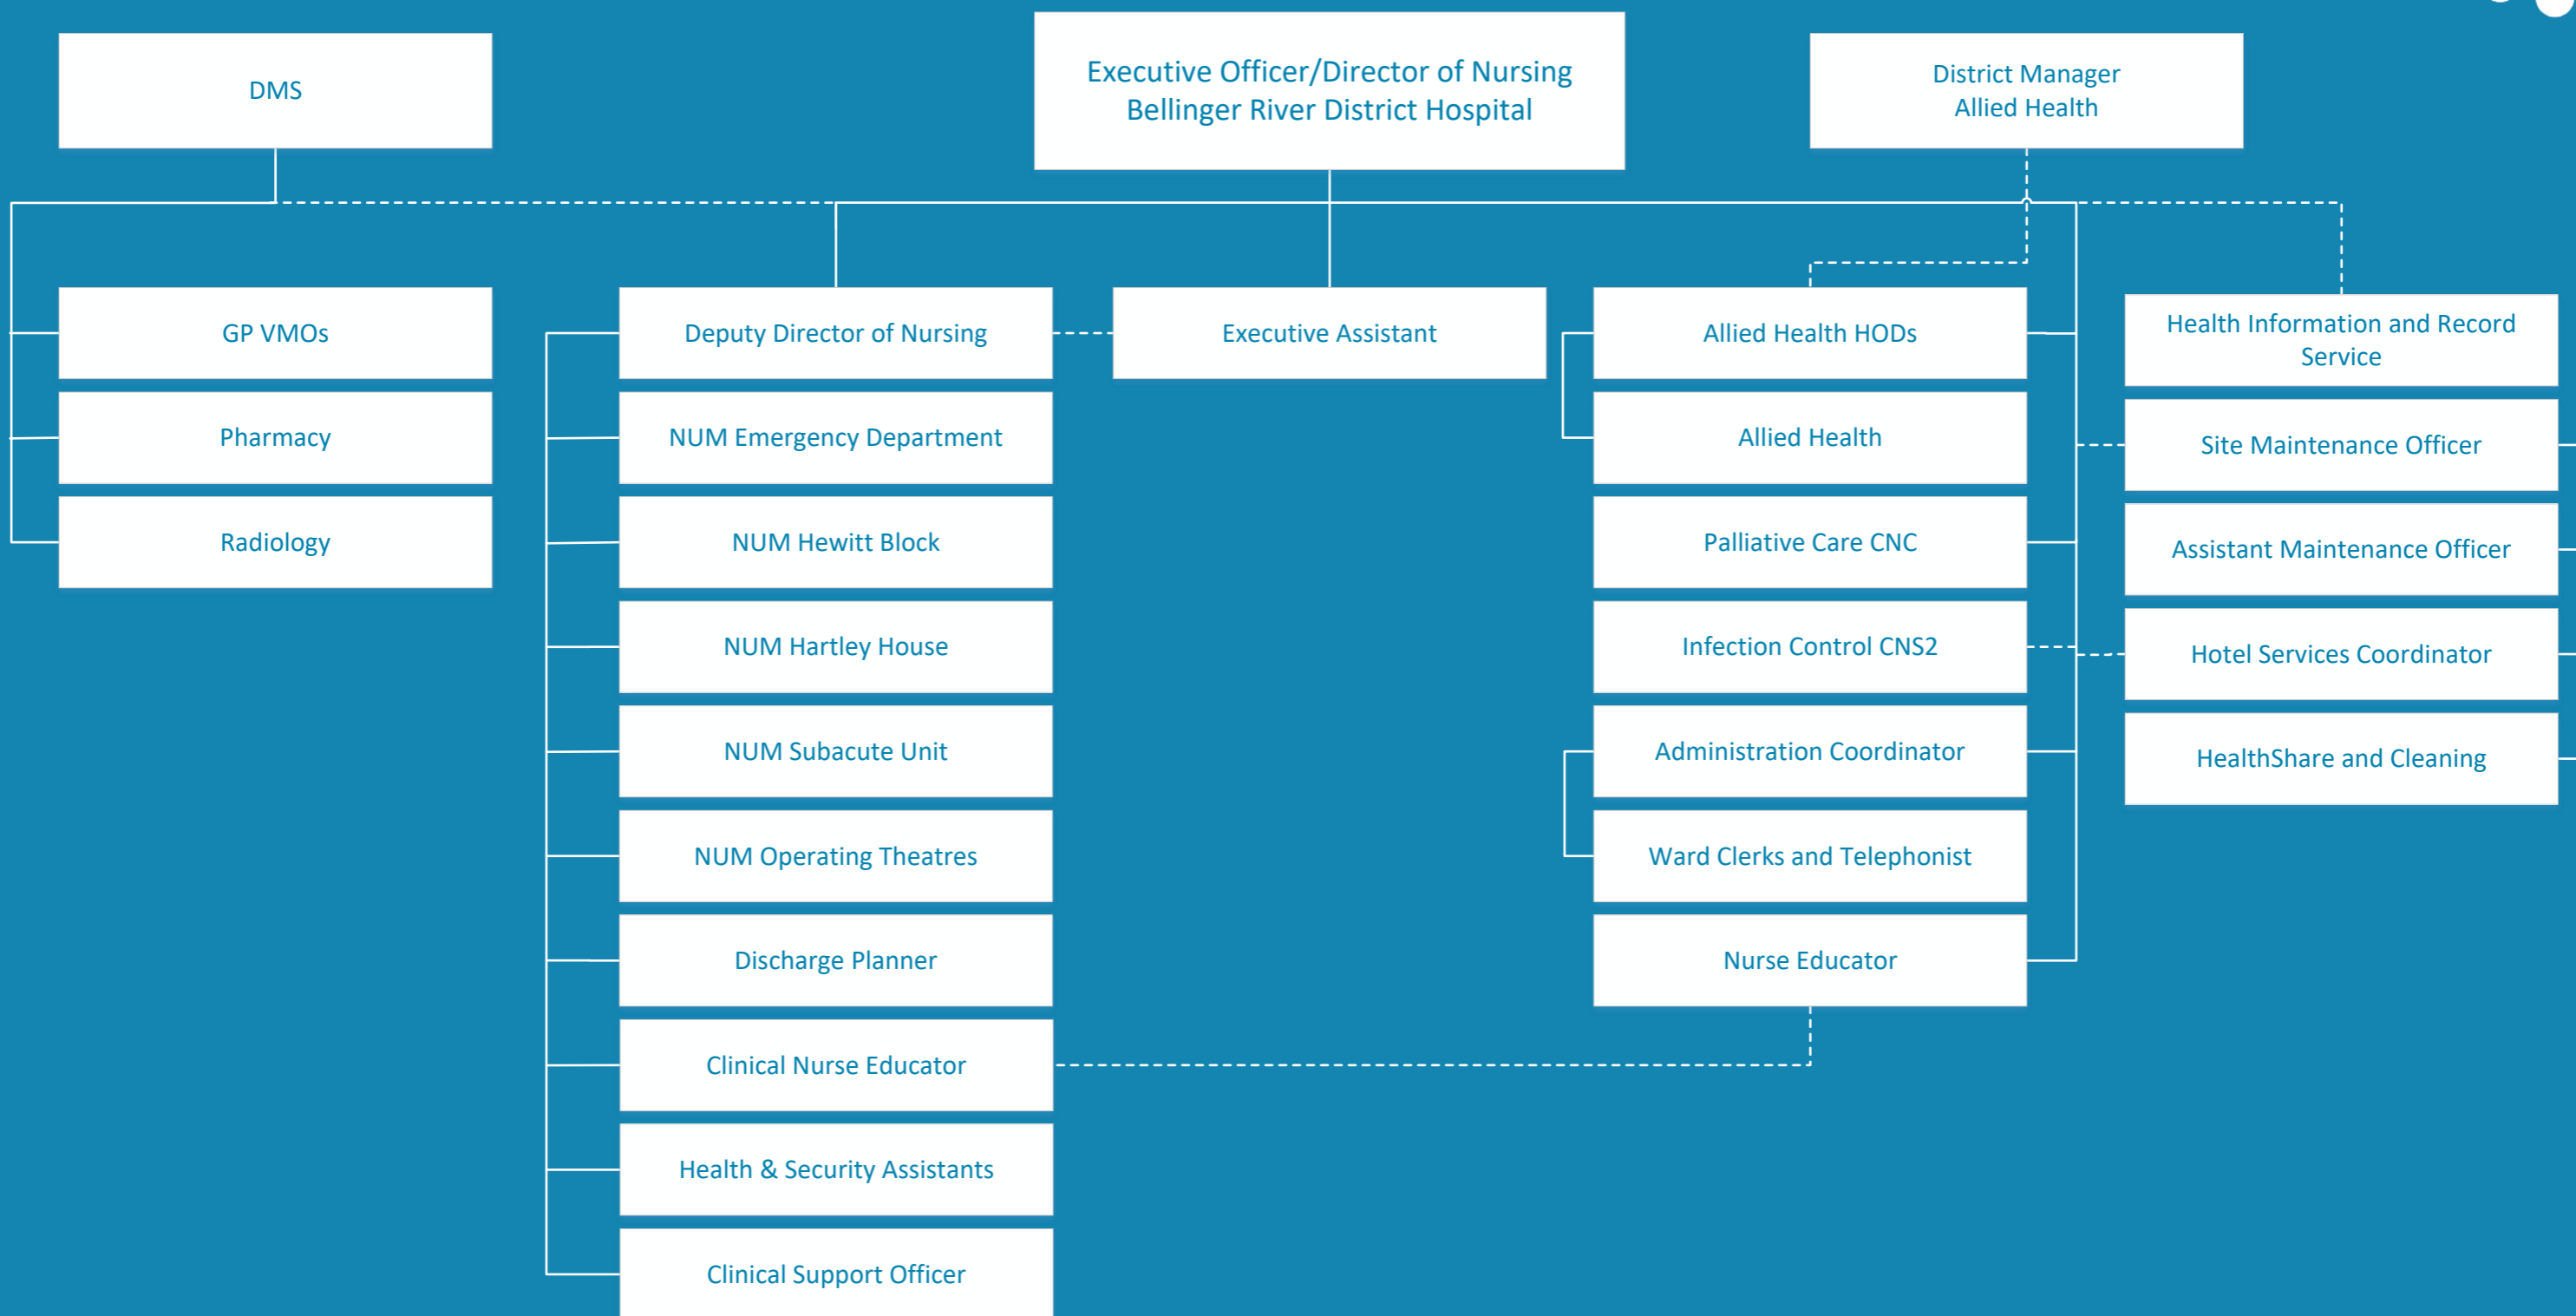 DMS
Executive Officer/Director of Nursing
Bellinger River District Hospital
District Manager
Allied Health
GP VMOs
Pharmacy
Radiology
Deputy Director of Nursing
NUM Emergency Department
NUM Hewitt Block
NUM Hartley House
NUM Subacute Unit
NUM Operating Theatres
Discharge Planner
Clinical Nurse Educator
Health & Security Assistants
Clinical Support Officer
Executive Assistant
Allied Health HODs
Allied Health
Palliative Care CNC
Infection Control CNS2
Administration Coordinator
Ward Clerks and Telephonist
Nurse Educator
Health Information and Record
Service
Site Maintenance Officer
Assistant Maintenance Officer
Hotel Services Coordinator
HealthShare and Cleaning